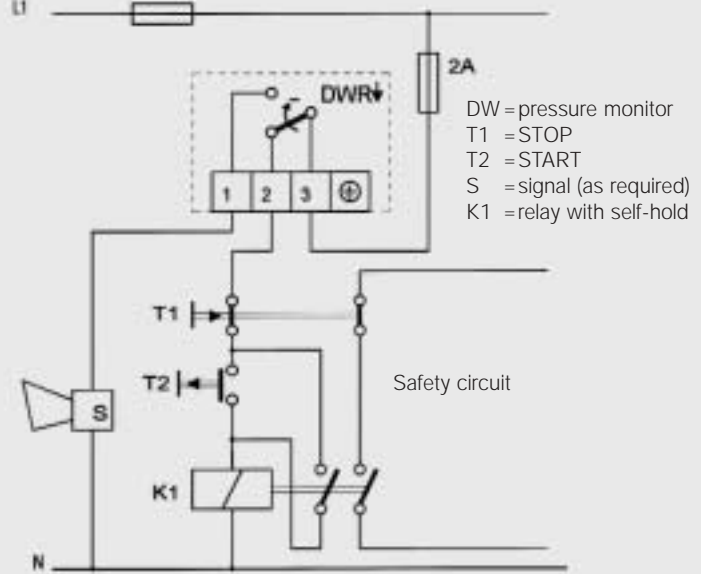 L1
2A
DWR↓
DW = pressure monitor
T1 = STOP
T2 = START
S = signal (as required)
K1 = relay with self-hold
1 2 3
T1
T2
Safety circuit
S
K1
N